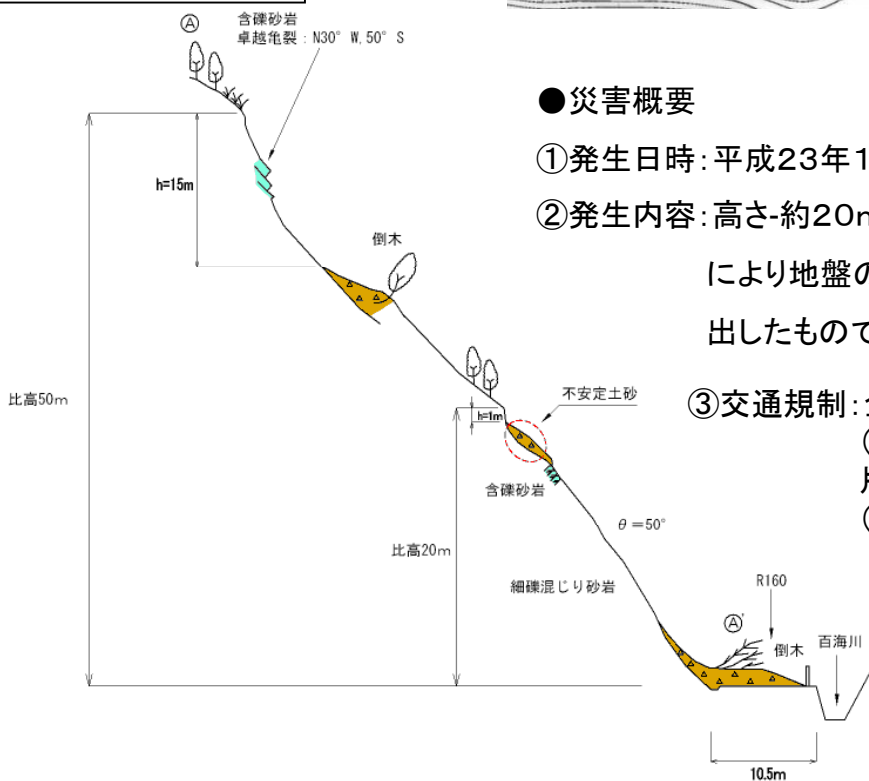 Ⓐ
含礫砂岩
卓越亀裂：N30°W,50°S
h=15m
倒木
比高50m
h=1m
不安定土砂
含礫砂岩
θ=50°
比高20m
細礫混じり砂岩
R160
Ⓐ'
倒木
百海川
10.5m
●災害概要
①発生日時：平成23年1
②発生内容：高さ-約20
により地盤の
出したもので
③交通規制：